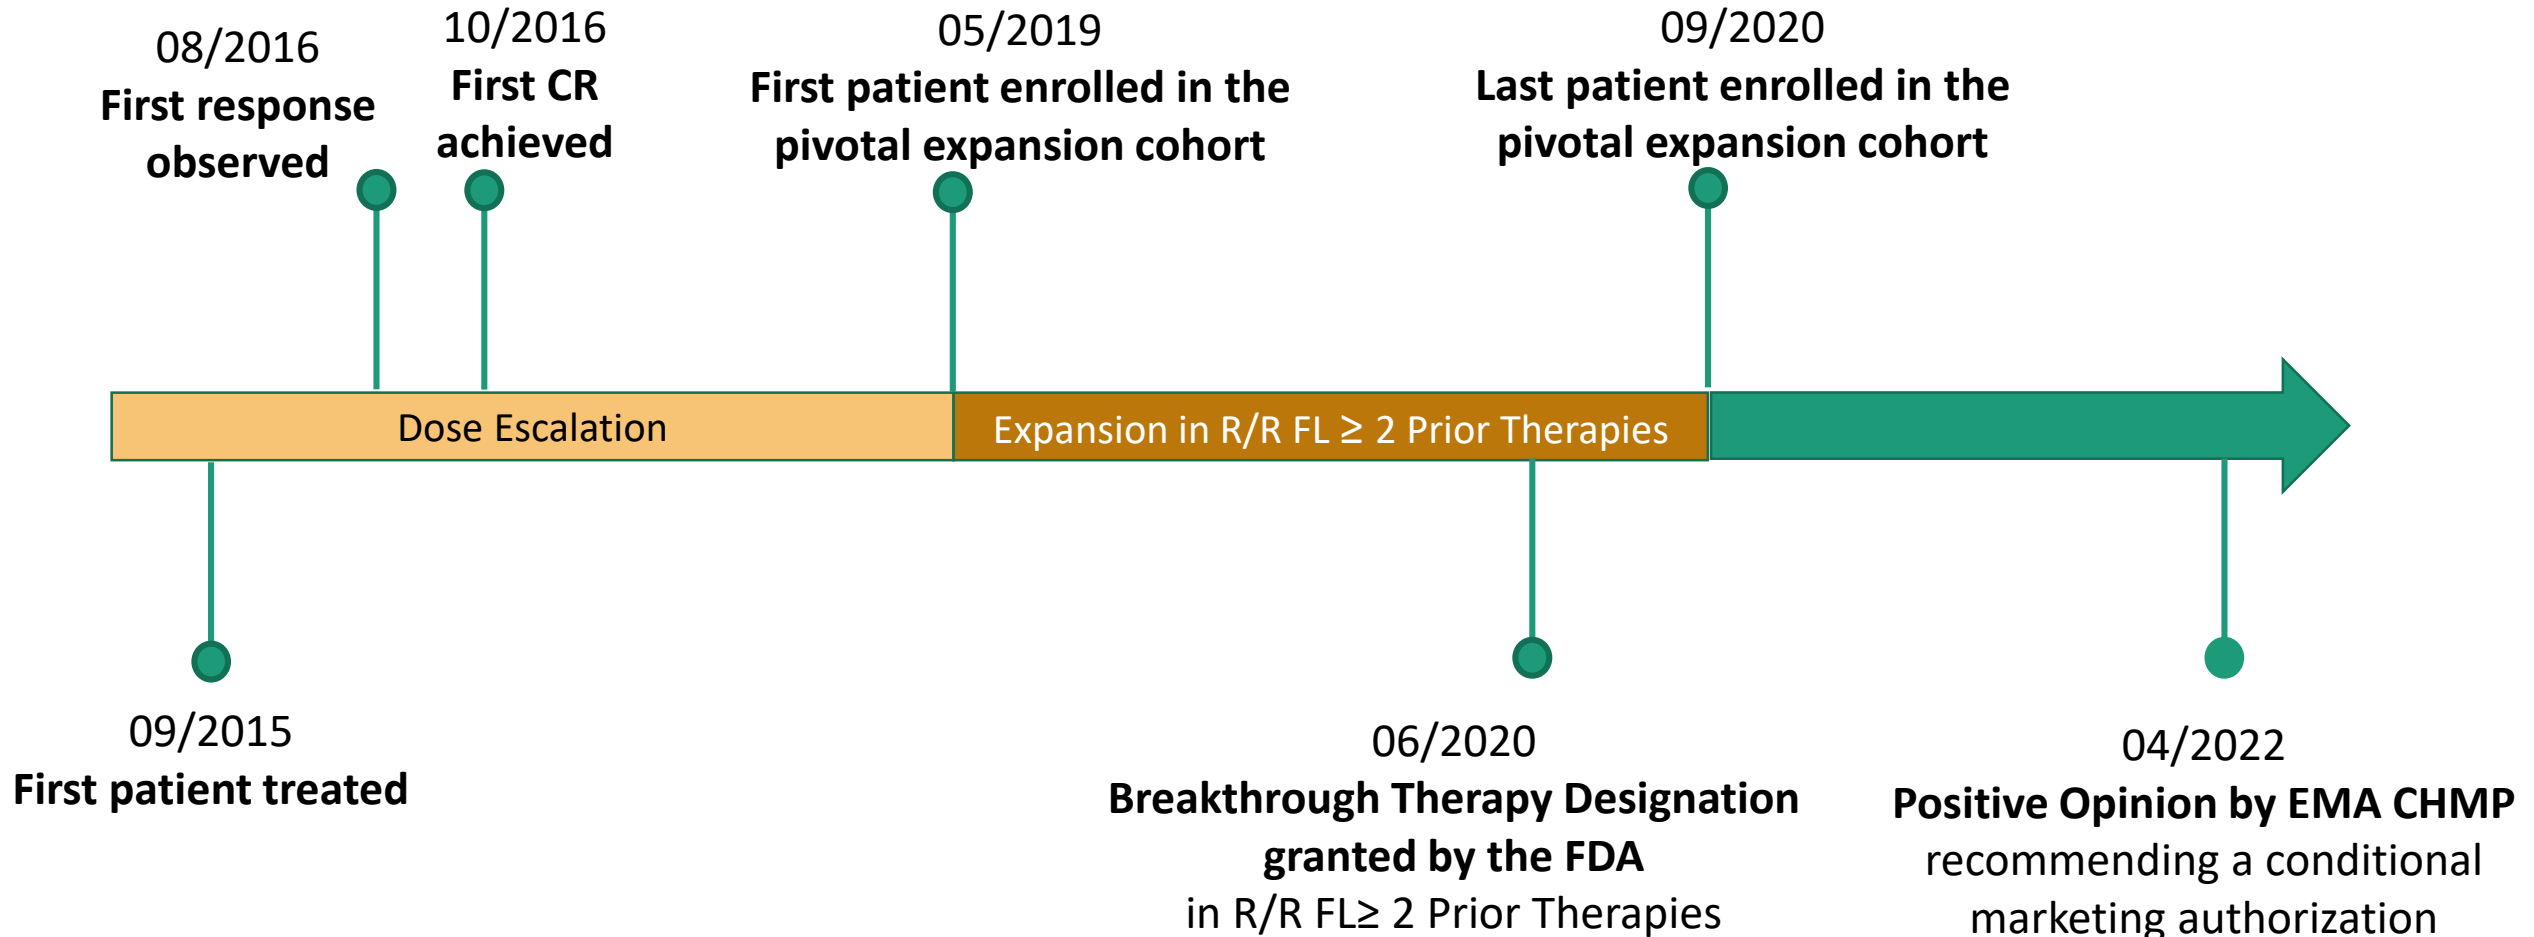 08/2016
First response
observed
10/2016
First CR
achieved
05/2019
First patient enrolled in the
pivotal expansion cohort
09/2020
Last patient enrolled in the
pivotal expansion cohort
Dose Escalation
Expansion in R/R FL ≥ 2 Prior Therapies
09/2015
First patient treated
06/2020
Breakthrough Therapy Designation
granted by the FDA
in R/R FL≥ 2 Prior Therapies
04/2022
Positive Opinion by EMA CHMP
recommending a conditional
marketing authorization